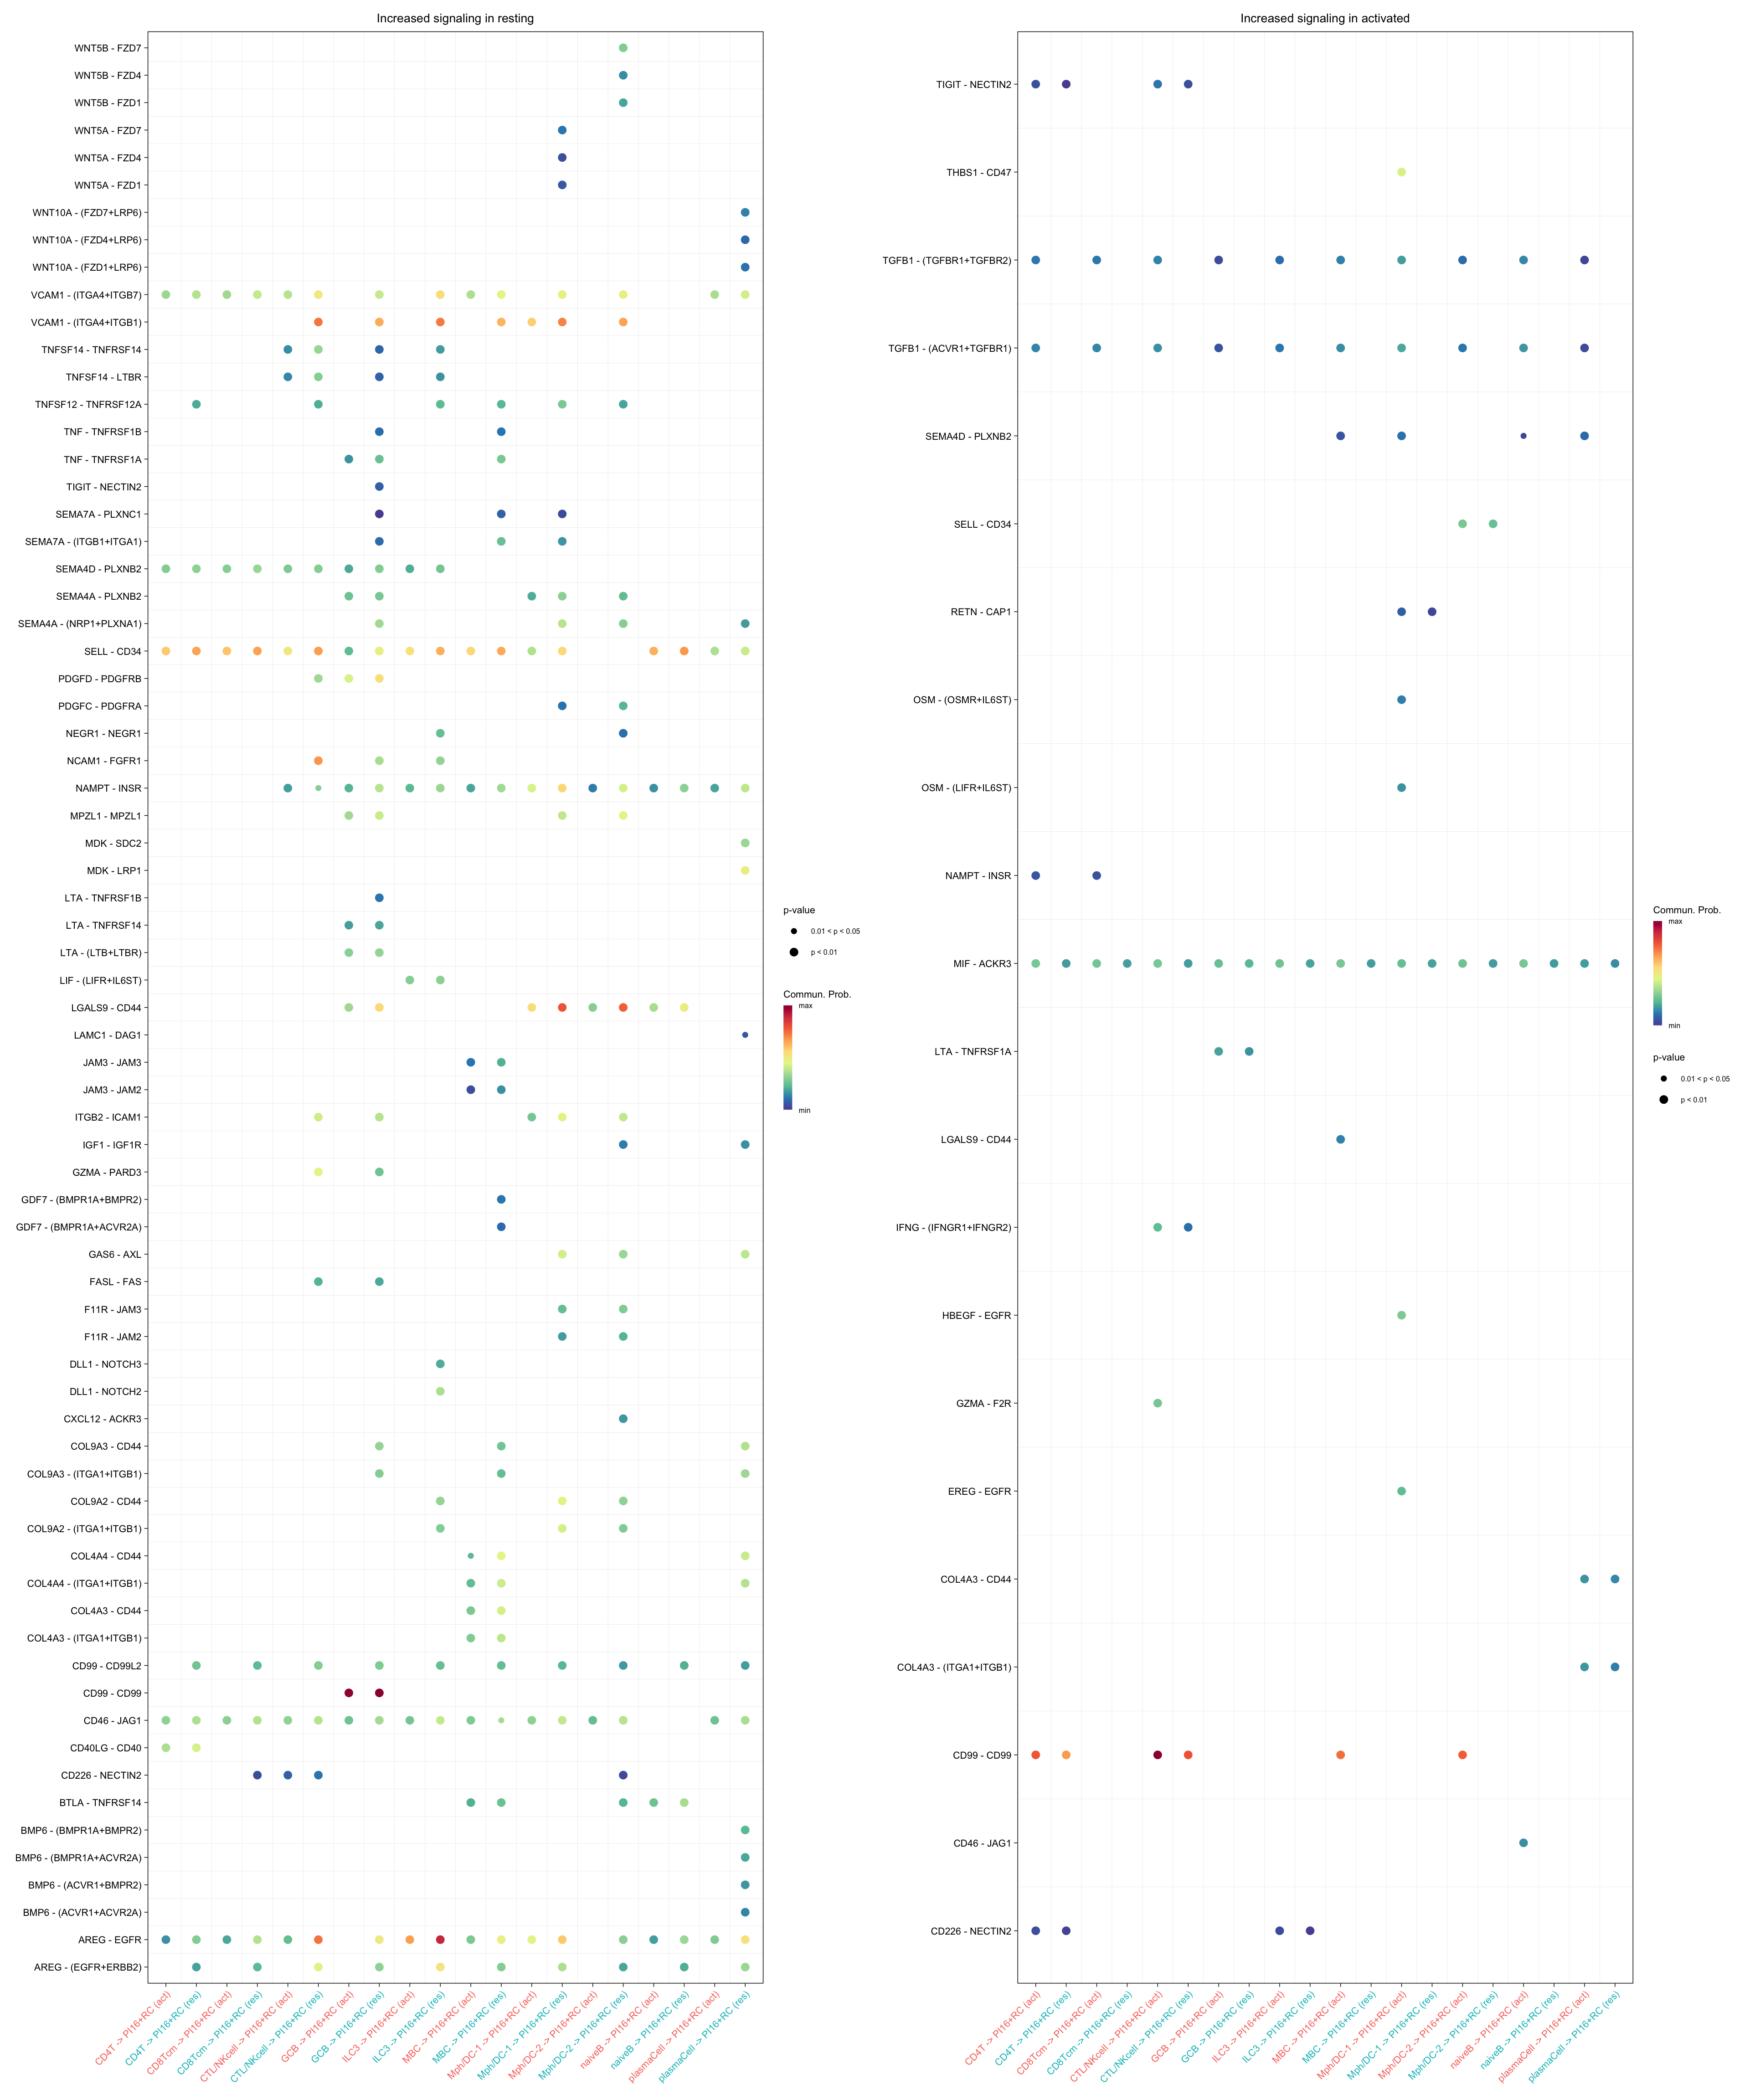 Increased signaling in resting
WNT5B - FZD7
WNT5B - FZD4
WNT5B - FZD1
WNT5A - FZD7
WNT5A - FZD4
WNT5A - FZD1
WNT10A - (FZD7+LRP6)
WNT10A - (FZD4+LRP6)
WNT10A - (FZD1+LRP6)
VCAM1 - (ITGA4+ITGB7)
VCAM1 - (ITGA4+ITGB1)
TNFSF14 - TNFRSF14
TNFSF14 - LTBR
TNFSF12 - TNFRSF12A
TNF - TNFRSF1B
TNF - TNFRSF1A
TIGIT - NECTIN2
SEMA7A - PLXNC1
SEMA7A - (ITGB1+ITGA1)
SEMA4D - PLXNB2
SEMA4A - PLXNB2
SEMA4A - (NRP1+PLXNA1)
SELL - CD34
PDGFD - PDGFRB
PDGFC - PDGFRA
NEGR1 - NEGR1
NCAM1 - FGFR1
NAMPT - INSR
MPZL1 - MPZL1
MDK - SDC2
MDK - LRP1
LTA - TNFRSF1B
LTA - TNFRSF14
LTA - (LTB+LTBR)
LIF - (LIFR+IL6ST)
LGALS9 - CD44
LAMC1 - DAG1
JAM3 - JAM3
JAM3 - JAM2
ITGB2 - ICAM1
IGF1 - IGF1R
GZMA - PARD3
GDF7 - (BMPR1A+BMPR2)
GDF7 - (BMPR1A+ACVR2A)
GAS6 - AXL
FASL - FAS
F11R - JAM3
F11R - JAM2
DLL1 - NOTCH3
DLL1 - NOTCH2
CXCL12 - ACKR3
COL9A3 - CD44
COL9A3 - (ITGA1+ITGB1)
COL9A2 - CD44
COL9A2 - (ITGA1+ITGB1)
COL4A4 - CD44
COL4A4 - (ITGA1+ITGB1)
COL4A3 - CD44
COL4A3 - (ITGA1+ITGB1)
CD99 - CD99L2
CD99 - CD99
CD46 - JAG1
CD40LG - CD40
CD226 - NECTIN2
BTLA - TNFRSF14
BMP6 - (BMPR1A+BMPR2)
BMP6 - (BMPR1A+ACVR2A)
BMP6 - (ACVR1+BMPR2)
BMP6 - (ACVR1+ACVR2A)
AREG - EGFR
AREG - (EGFR+ERBB2)
CD4T -> PI16+RC (act)
CD4T -> PI16+RC (res)
CD8Tcm -> PI16+RC (act)
CD8Tcm -> PI16+RC (res)
CTL/NKcell -> PI16+RC (act)
CTL/NKcell -> PI16+RC (res)
GCB -> PI16+RC (act)
GCB -> PI16+RC (res)
ILC3 -> PI16+RC (act)
ILC3 -> PI16+RC (res)
MBC -> PI16+RC (act)
MBC -> PI16+RC (res)
Mph/DC-1 -> PI16+RC (act)
Mph/DC-1 -> PI16+RC (res)
Mph/DC-2 -> PI16+RC (act)
Mph/DC-2 -> PI16+RC (res)
naiveB -> PI16+RC (act)
naiveB -> PI16+RC (res)
plasmaCell -> PI16+RC (act)
plasmaCell -> PI16+RC (res)
p-value
0.01 < p < 0.05
p < 0.01
Commun. Prob.
max
min
Increased signaling in activated
TIGIT - NECTIN2
THBS1 - CD47
TGFB1 - (TGFBR1+TGFBR2)
TGFB1 - (ACVR1+TGFBR1)
SEMA4D - PLXNB2
SELL - CD34
RETN - CAP1
OSM - (OSMR+IL6ST)
OSM - (LIFR+IL6ST)
NAMPT - INSR
MIF - ACKR3
LTA - TNFRSF1A
LGALS9 - CD44
IFNG - (IFNGR1+IFNGR2)
HBEGF - EGFR
GZMA - F2R
EREG - EGFR
COL4A3 - CD44
COL4A3 - (ITGA1+ITGB1)
CD99 - CD99
CD46 - JAG1
CD226 - NECTIN2
CD4T -> PI16+RC (act)
CD4T -> PI16+RC (res)
CD8Tcm -> PI16+RC (act)
CD8Tcm -> PI16+RC (res)
CTL/NKcell -> PI16+RC (act)
CTL/NKcell -> PI16+RC (res)
GCB -> PI16+RC (act)
GCB -> PI16+RC (res)
ILC3 -> PI16+RC (act)
ILC3 -> PI16+RC (res)
MBC -> PI16+RC (act)
MBC -> PI16+RC (res)
Mph/DC-1 -> PI16+RC (act)
Mph/DC-1 -> PI16+RC (res)
Mph/DC-2 -> PI16+RC (act)
Mph/DC-2 -> PI16+RC (res)
naiveB -> PI16+RC (act)
naiveB -> PI16+RC (res)
plasmaCell -> PI16+RC (act)
plasmaCell -> PI16+RC (res)
Commun. Prob.
max
min
p-value
0.01 < p < 0.05
p < 0.01